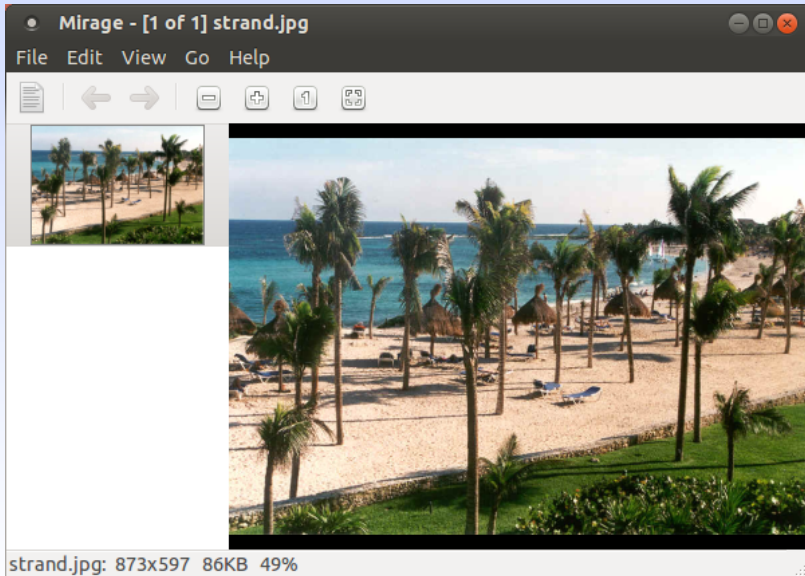 Mirage - [1 of 1] strand.jpg
File Edit View Go Help
1
strand.jpg: 873x597 86KB 49%